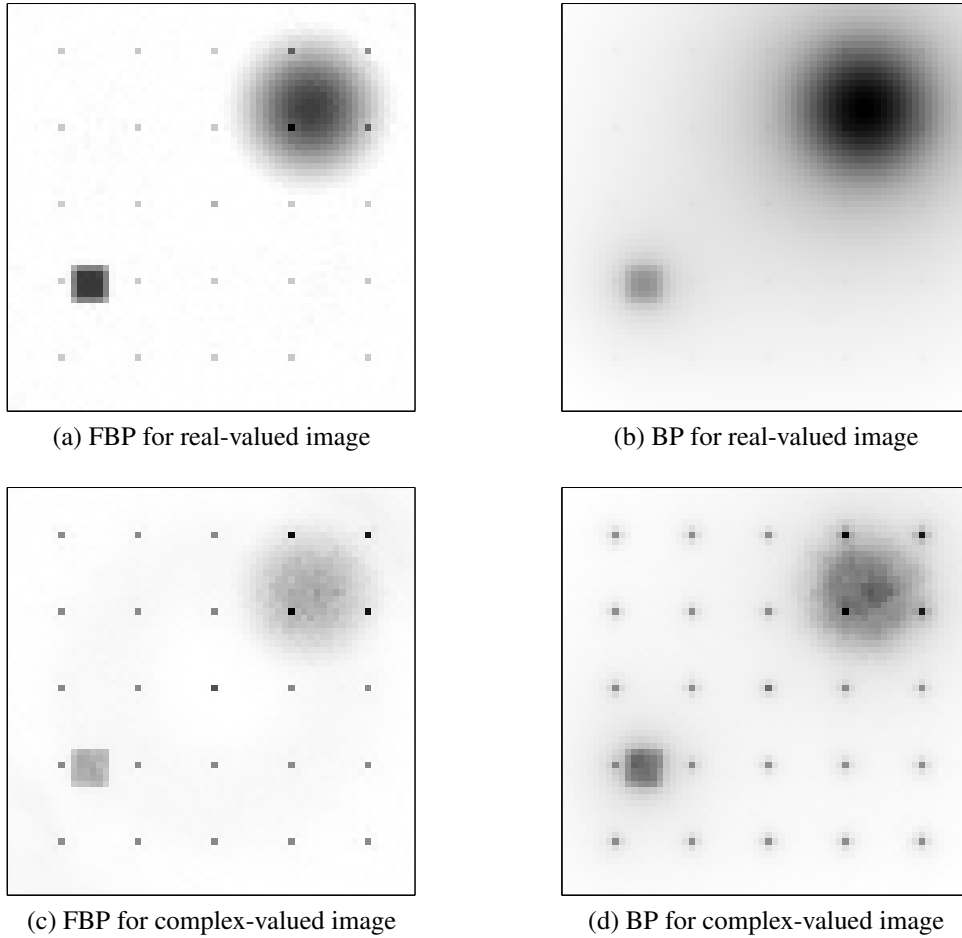 (a) FBP for real-valued image
(b) BP for real-valued image
(c) FBP for complex-valued image
(d) BP for complex-valued image